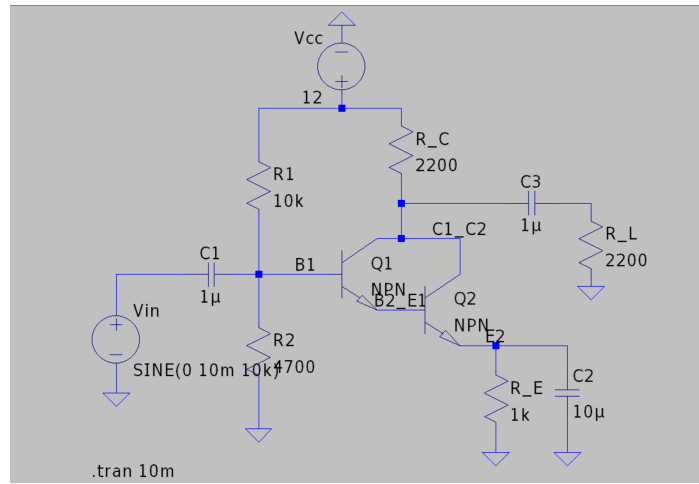 Vcc
12
R_C
2200
R1
10k
C3
1µ
C1_C2
R_L
2200
C1
1µ
B1
Q1
NPN
B2_E1
Q2
NPN
E2
Vin
SINE(0 10m 10k)
R2
4700
R_E
1k
C2
10µ
.tran 10m